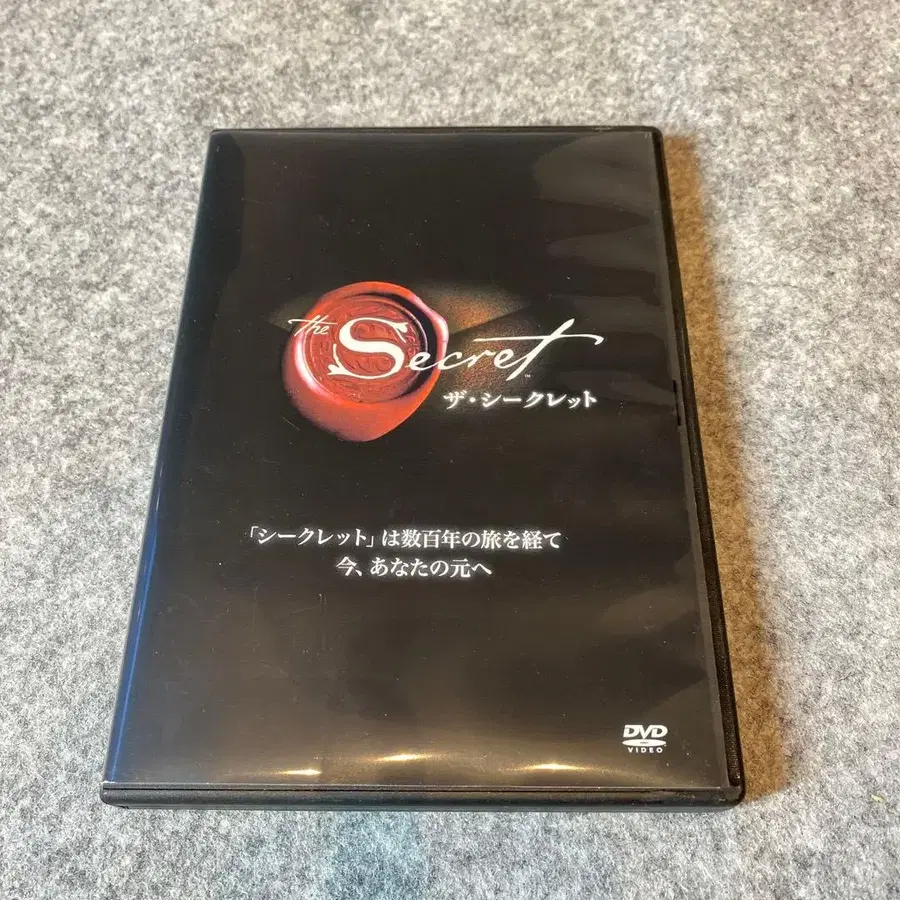 the Secret™
ザ・シークレット
「シークレット」は数百年の旅を経て
今、あなたの元へ
DVD
VIDEO